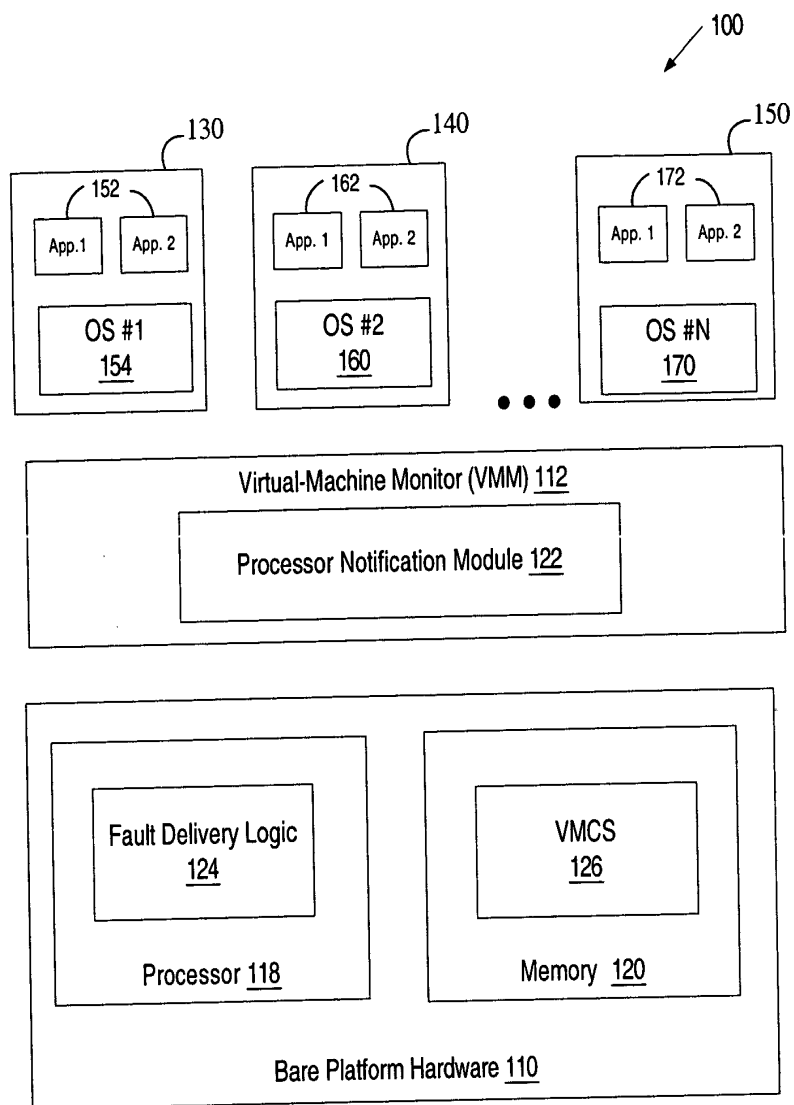 100
130
140
150
152
162
172
App.1
App. 2
App. 1
App. 2
App. 1
App. 2
OS #1
154
OS #2
160
OS #N
170
Virtual-Machine Monitor (VMM) 112
Processor Notification Module 122
Fault Delivery Logic
124
VMCS
126
Processor 118
Memory 120
Bare Platform Hardware 110